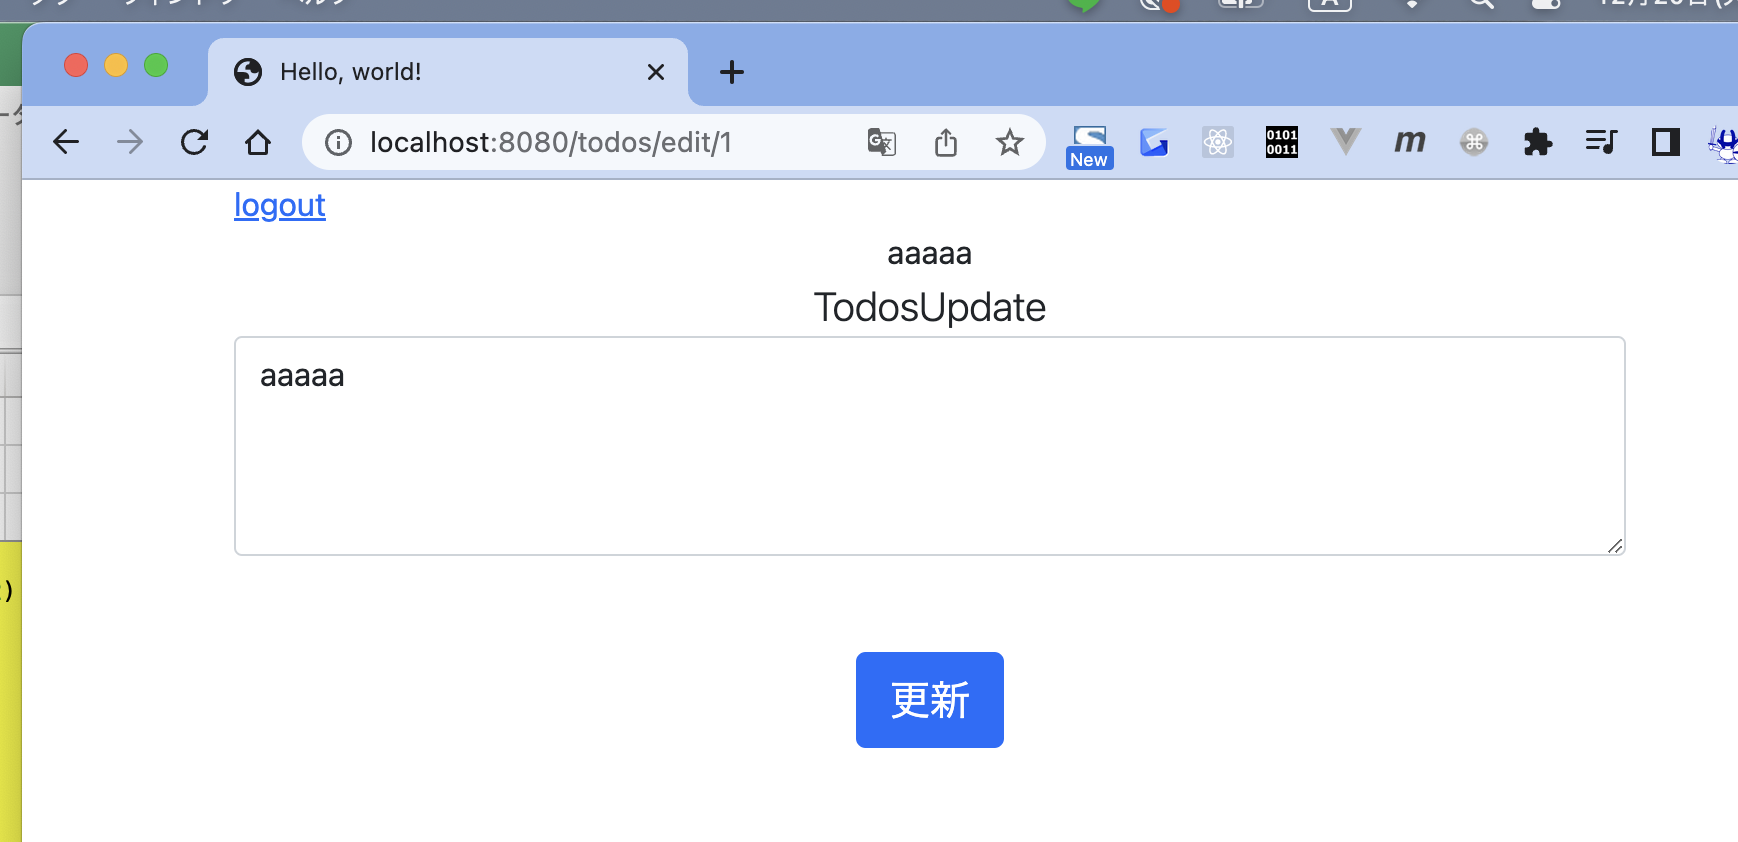 Hello, world!
localhost:8080/todos/edit/1
New
0101
0011
m
logout
aaaaa
TodosUpdate
aaaaa
更新